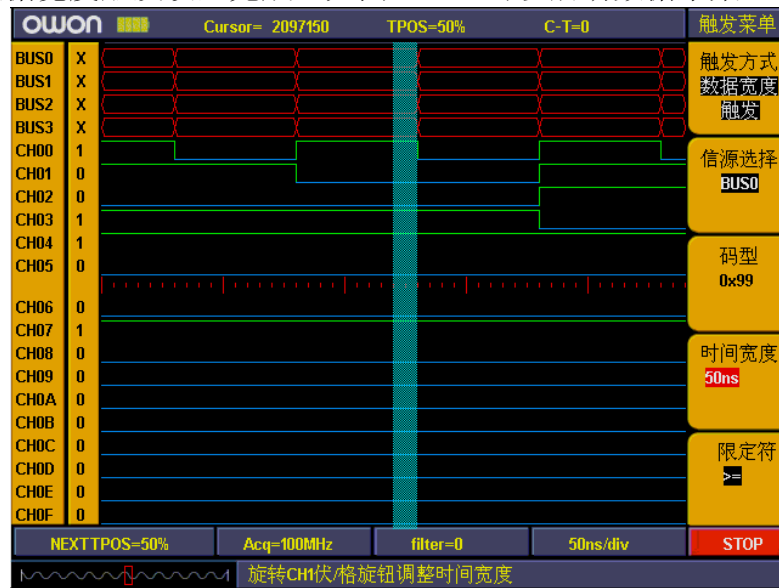 owon Cursor= 2097150 TPOS=50% C-T=0 触发菜单
BUS0 X
BUS1 X
BUS2 X
BUS3 X
CH00 1
CH01 0
CH02 0
CH03 1
CH04 1
CH05 0
CH06 0
CH07 1
CH08 0
CH09 0
CH0A 0
CH0B 0
CH0C 0
CH0D 0
CH0E 0
CH0F 0
触发方式
数据宽度
触发
信源选择
BUS0
码型
0x99
时间宽度
50ns
限定符
>=
NEXTTPOS=50% Acq=100MHz filter=0 50ns/div STOP
旋转CH1伏/格旋钮调整时间宽度